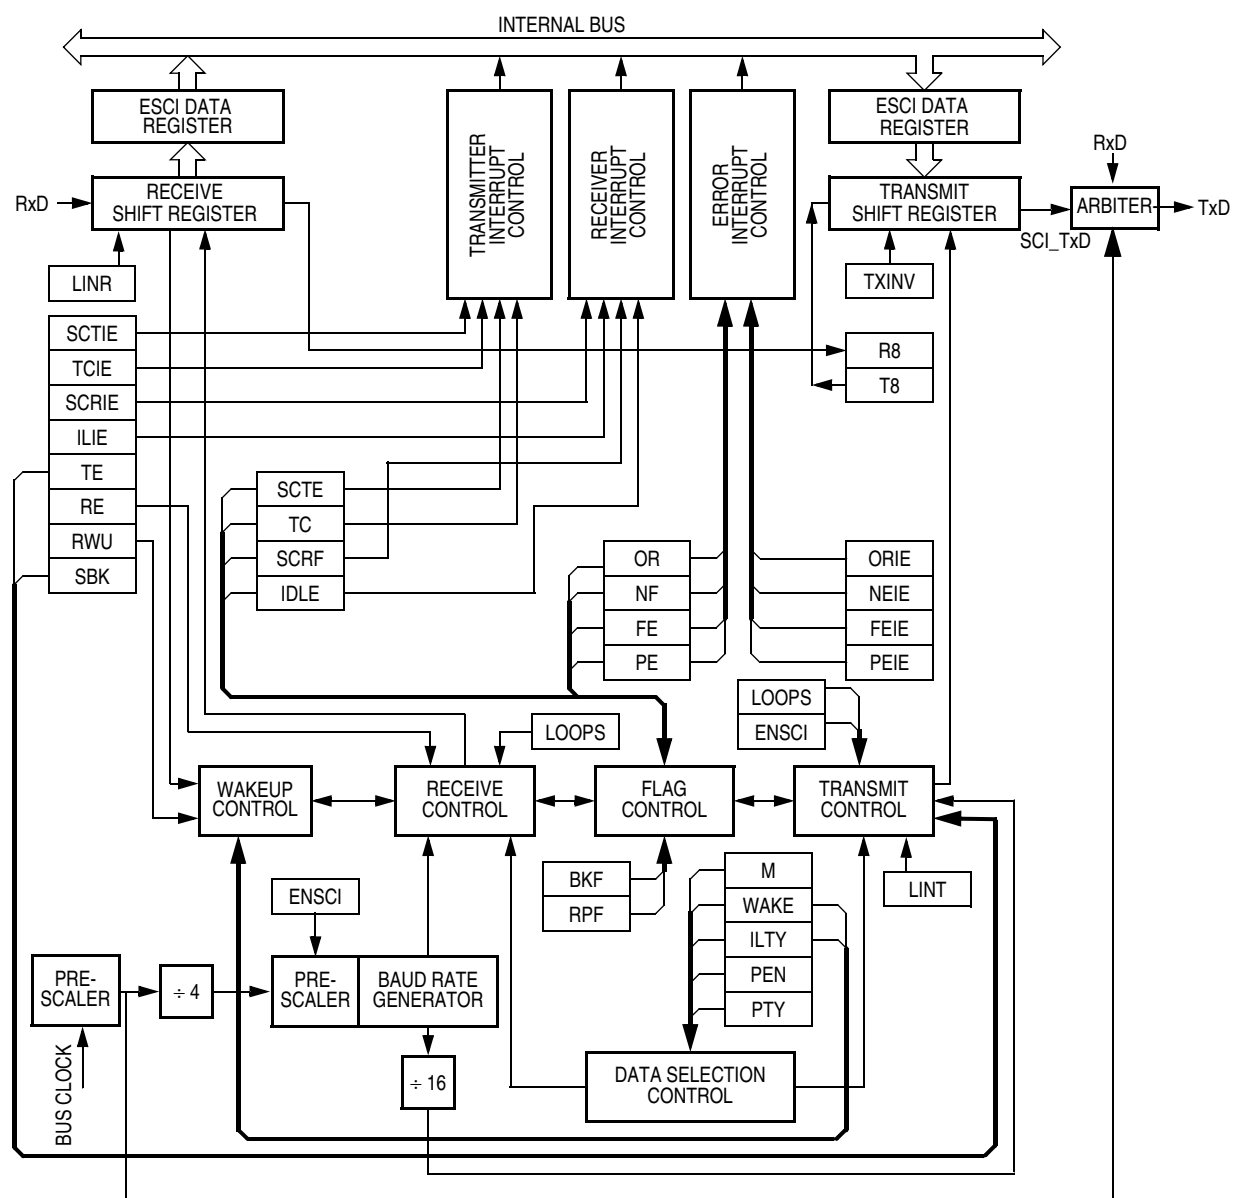 INTERNAL BUS
ESCI DATA
REGISTER
ESCI DATA
REGISTER
TRANSMITTER
INTERRUPT
CONTROL
RECEIVER
INTERRUPT
CONTROL
ERROR
INTERRUPT
CONTROL
RxD
RxD
RECEIVE
SHIFT REGISTER
TRANSMIT
SHIFT REGISTER
ARBITER
TxD
SCI_TxD
LINR
TXINV
SCTIE
TCIE
SCRIE
ILIE
TE
RE
RWU
SBK
R8
T8
SCTE
TC
SCRF
IDLE
OR
NF
FE
PE
ORIE
NEIE
FEIE
PEIE
LOOPS
LOOPS
ENSCI
WAKEUP
CONTROL
RECEIVE
CONTROL
FLAG
CONTROL
TRANSMIT
CONTROL
BKF
RPF
M
WAKE
ILTY
PEN
PTY
LINT
ENSCI
PRE-
SCALER
÷ 4
PRE-
SCALER
BAUD RATE
GENERATOR
BUS CLOCK
÷ 16
DATA SELECTION
CONTROL